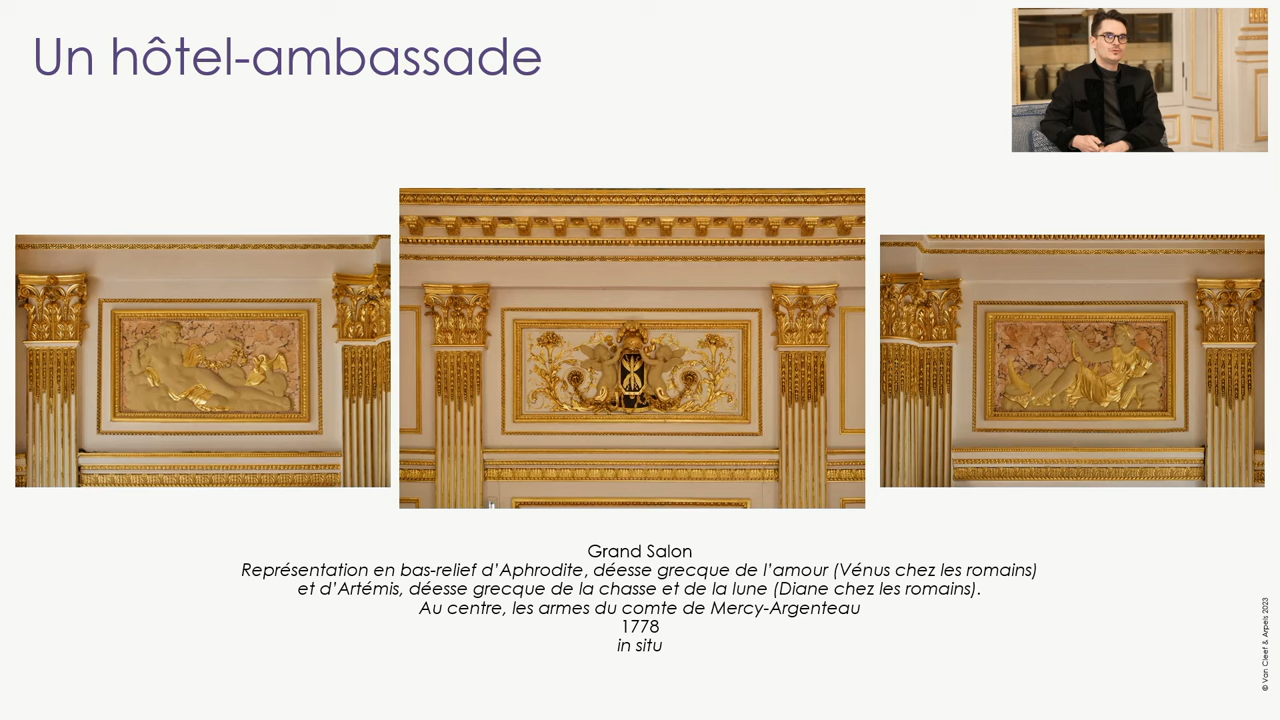 Un hôtel-ambassade
Grand Salon
Représentation en bas-relief d'Aphrodite, déesse grecque de l'amour (Vénus chez les romains)
et d'Artémis, déesse grecque de la chasse et de la lune (Diane chez les romains).
Au centre, les armes du comte de Mercy-Argenteau
1778
in situ
© Van Cleef & Arpels 2023